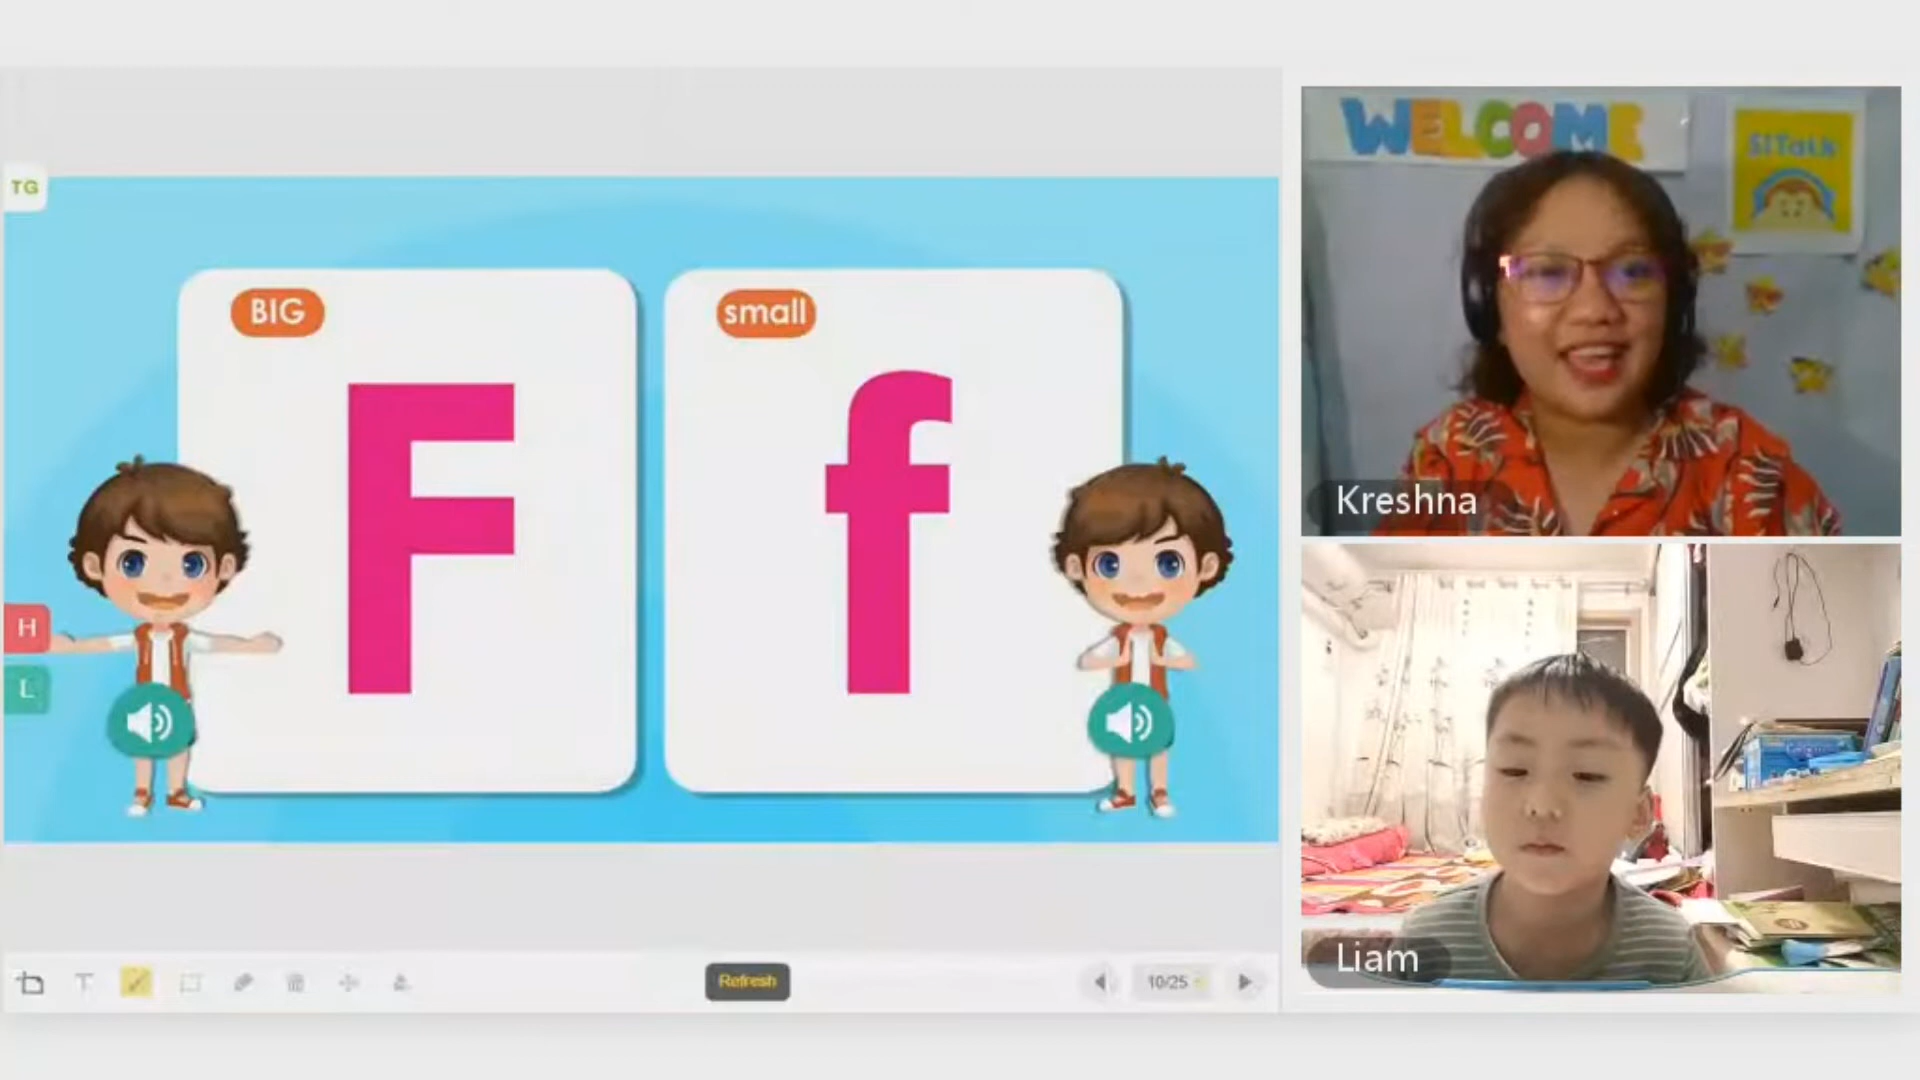 TG
BIG
small
F
f
H
L
Refresh
10/25
WELCOME
51Talk
Kreshna
Liam